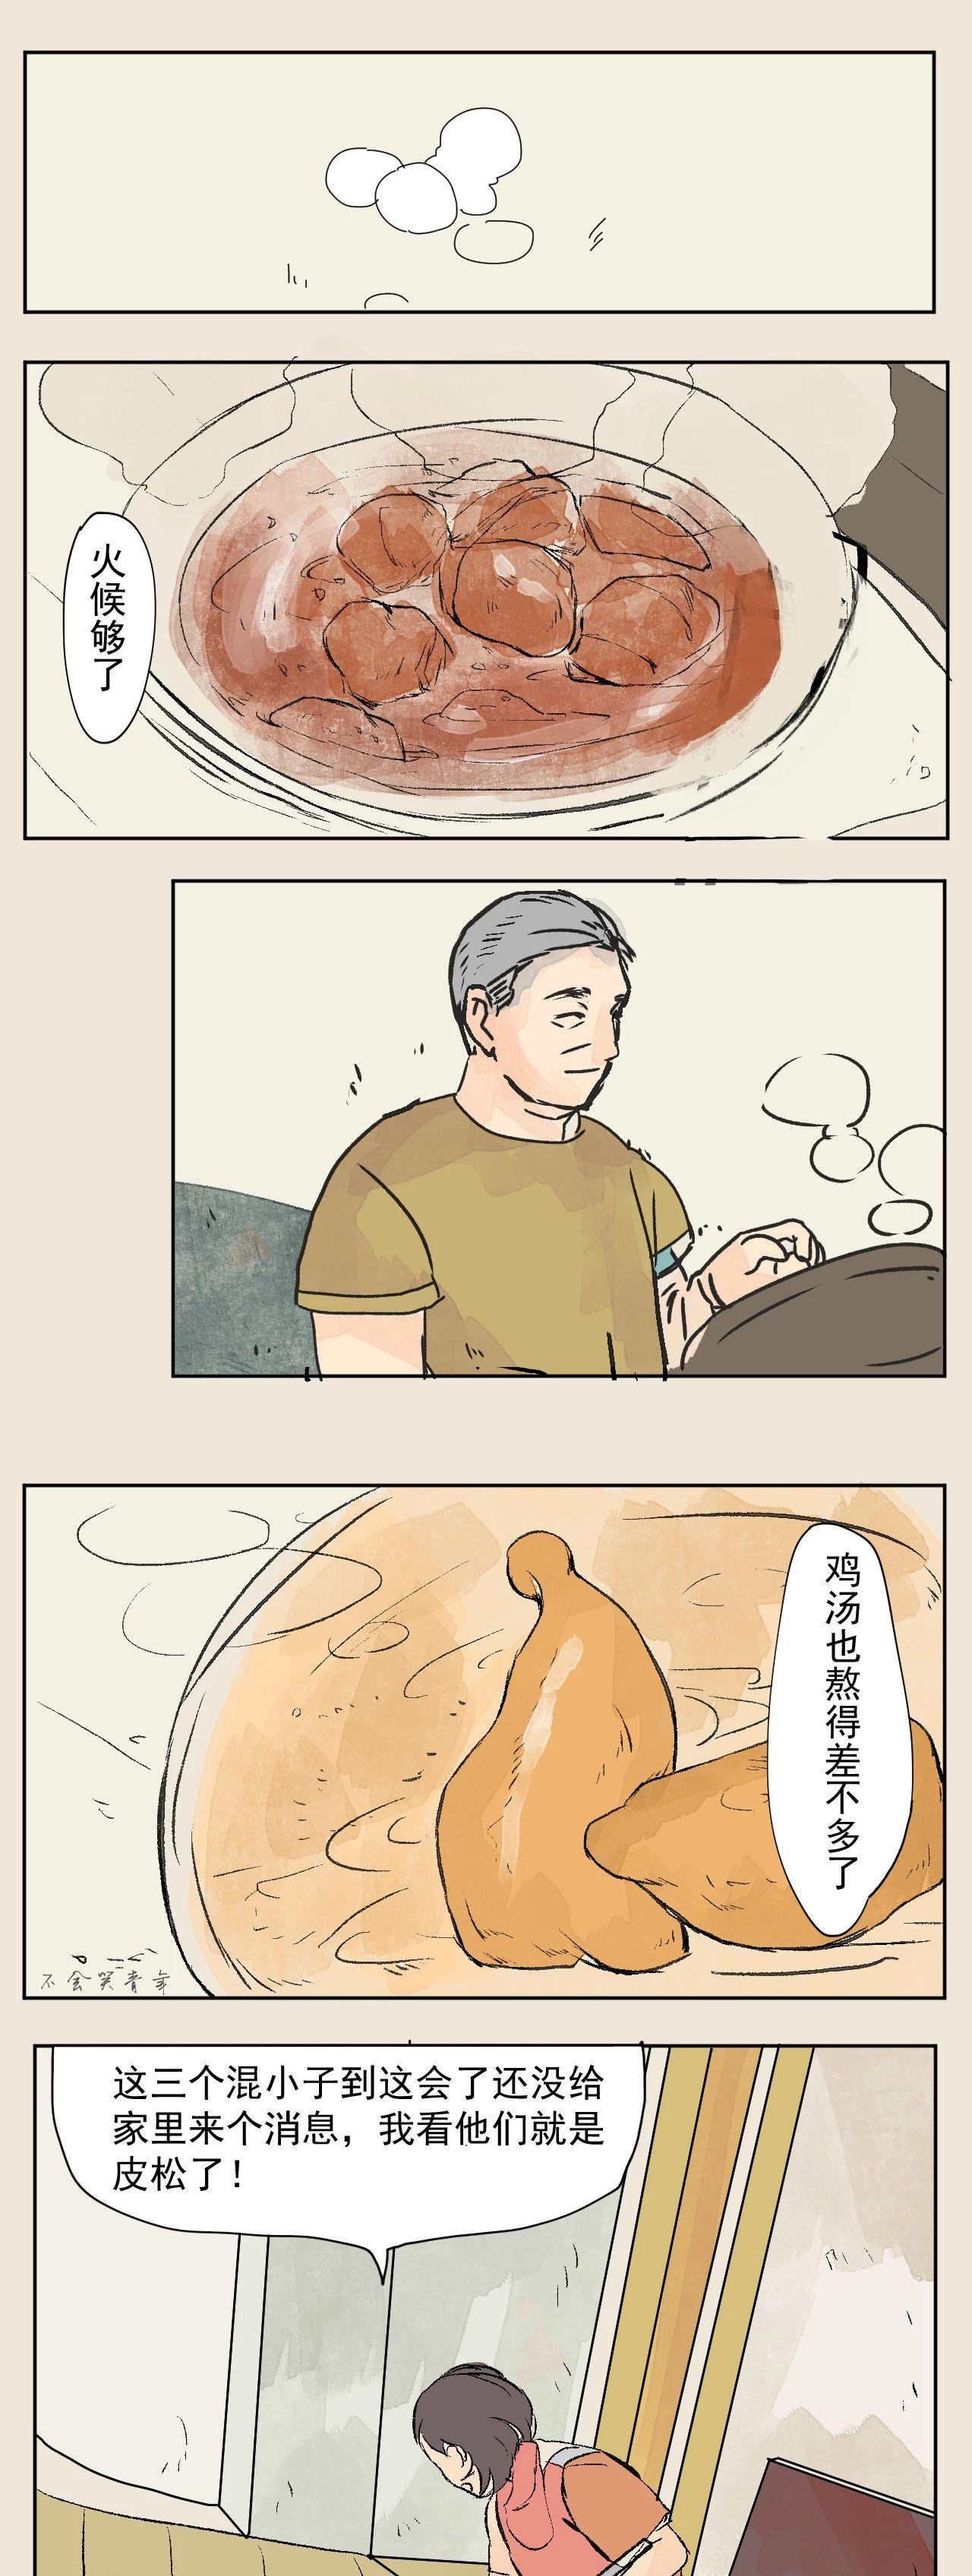 火候够了
鸡汤也熬得差不多了
不会笑青年
这三个混小子到这会了还没给
家里来个消息，我看他们就是
皮松了！